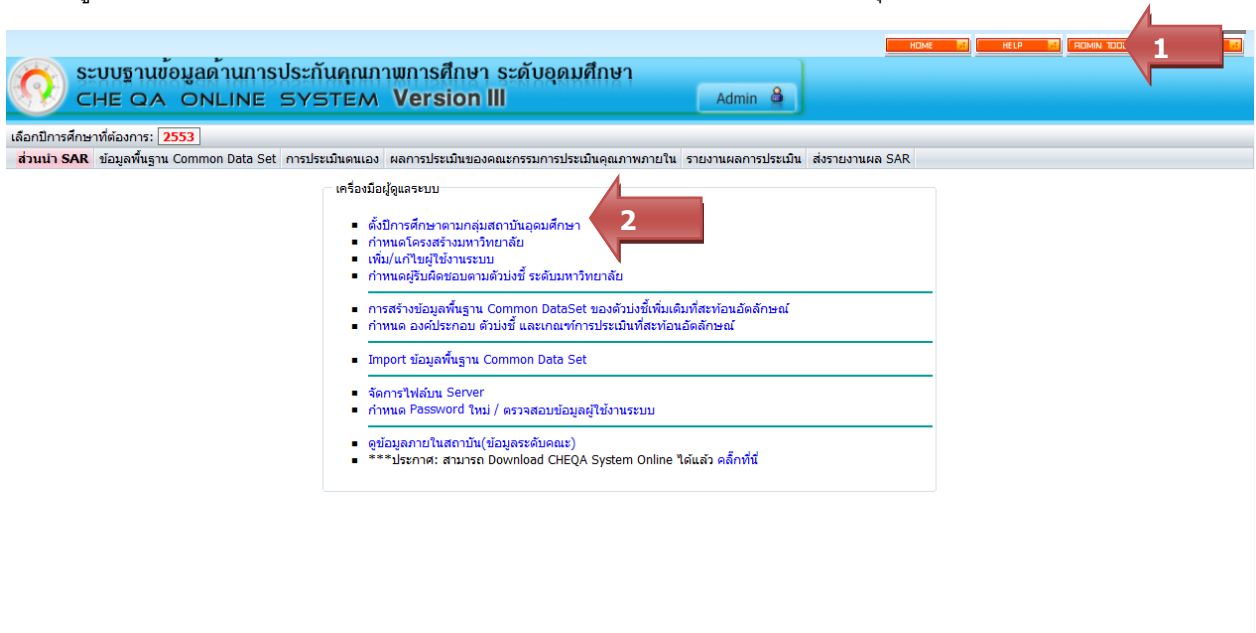 HOME
HELP
ADMIN TOOL
1
ระบบฐานข้อมูลด้านการประกันคุณภาพการศึกษา ระดับอุดมศึกษา
CHE QA ONLINE SYSTEM Version III
Admin
เลือกปีการศึกษาที่ต้องการ: 2553
ส่วนนำ SAR ข้อมูลพื้นฐาน Common Data Set การประเมินตนเอง ผลการประเมินของคณะกรรมการประเมินคุณภาพภายใน รายงานผลการประเมิน ส่งรายงานผล SAR
เครื่องมือผู้ดูแลระบบ
ตั้งปีการศึกษาตามกลุ่มสถาบันอุดมศึกษา
2
กำหนดโครงสร้างมหาวิทยาลัย
เพิ่ม/แก้ไขผู้ใช้งานระบบ
กำหนดผู้รับผิดชอบตามตัวบ่งชี้ ระดับมหาวิทยาลัย
การสร้างข้อมูลพื้นฐาน Common DataSet ของตัวบ่งชี้เพิ่มเติมที่สะท้อนอัตลักษณ์
กำหนด องค์ประกอบ ตัวบ่งชี้ และเกณฑ์การประเมินที่สะท้อนอัตลักษณ์
Import ข้อมูลพื้นฐาน Common Data Set
จัดการไฟล์บน Server
กำหนด Password ใหม่ / ตรวจสอบข้อมูลผู้ใช้งานระบบ
ดูข้อมูลภายในสถาบัน(ข้อมูลระดับคณะ)
***ประกาศ: สามารถ Download CHEQA System Online ได้แล้ว คลิ๊กที่นี่